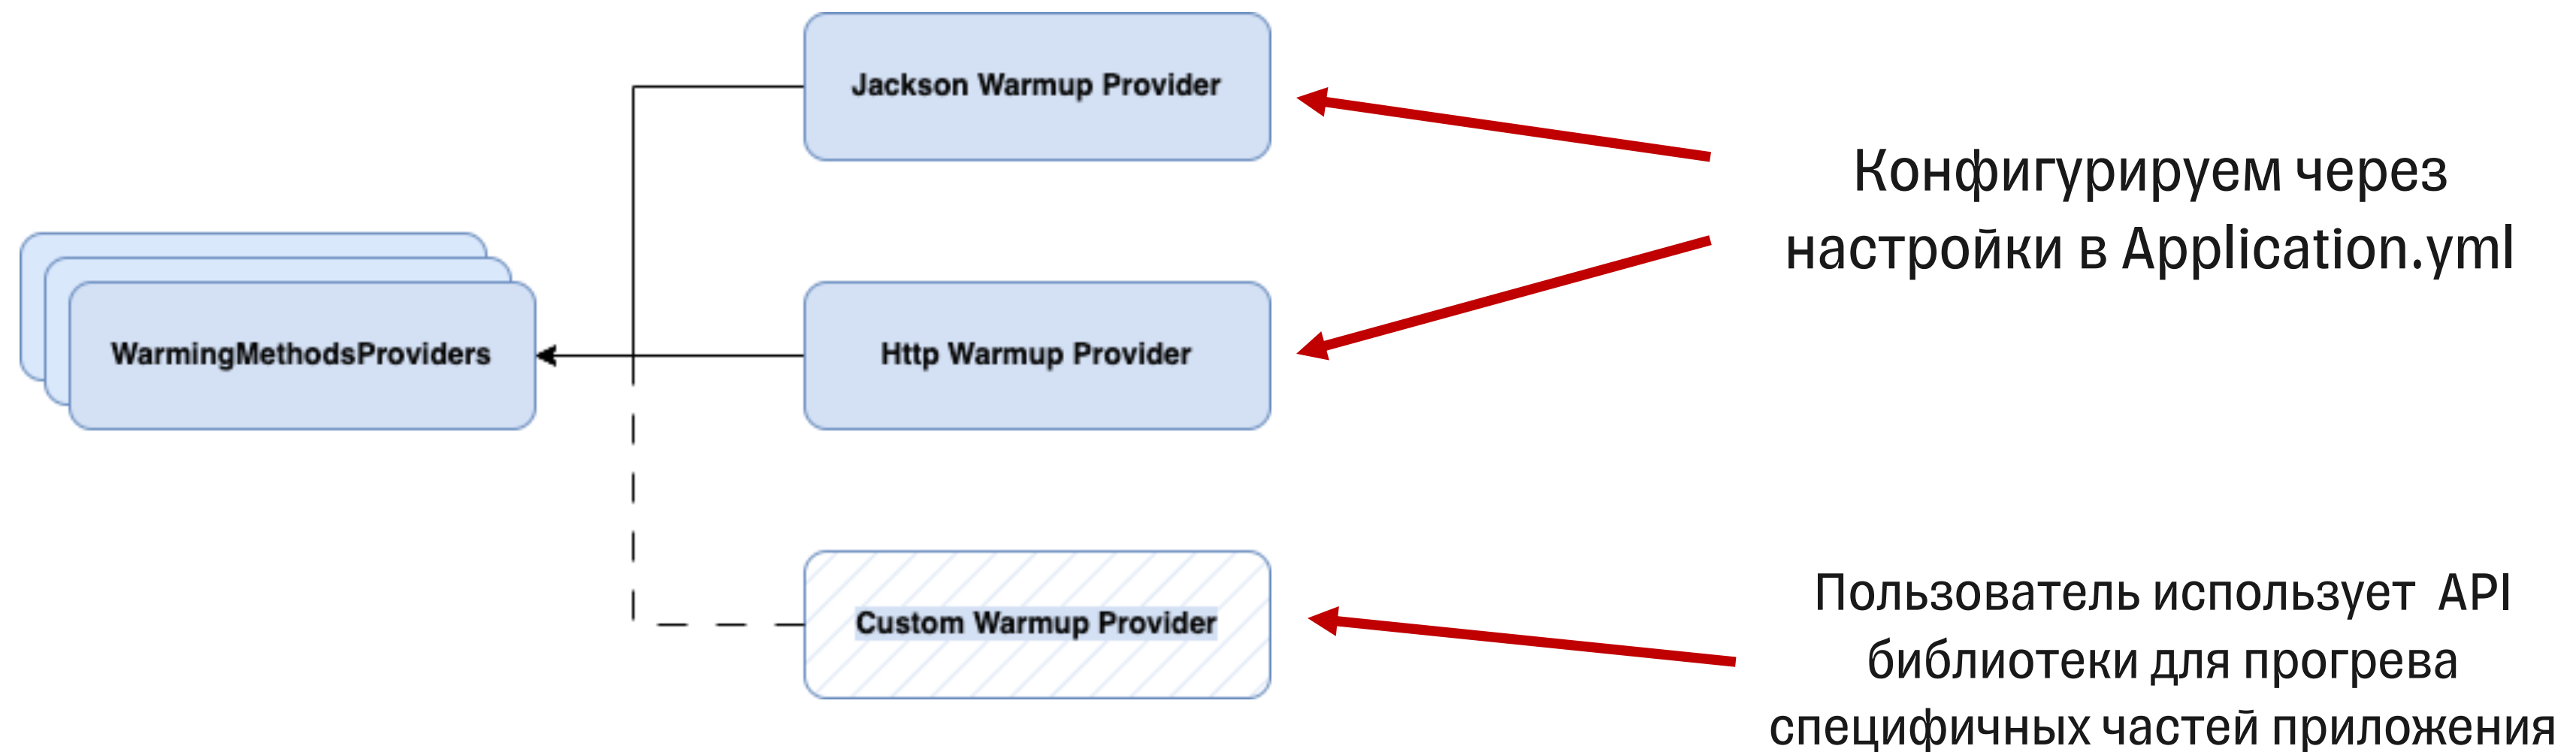 Jackson Warmup Provider
Конфигурируем через
настройки в Application.yml
WarmingMethodsProviders
Http Warmup Provider
Custom Warmup Provider
Пользователь использует API
библиотеки для прогрева
специфичных частей приложения